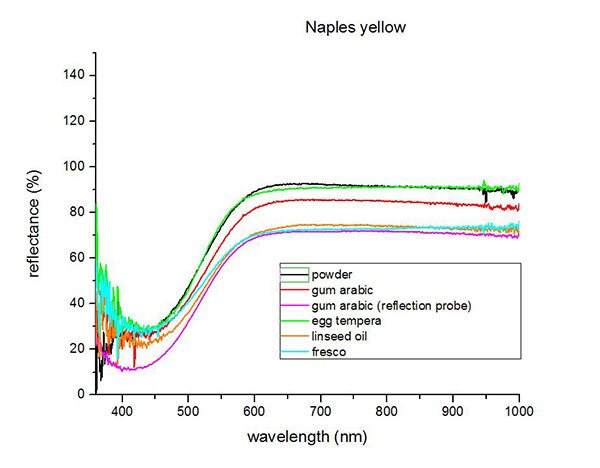 Naples yellow
reflectance (%)
140
120
100
80
60
40
20
0
powder
gum arabic
gum arabic (reflection probe)
egg tempera
linseed oil
fresco
400 500 600 700 800 900 1000
wavelength (nm)